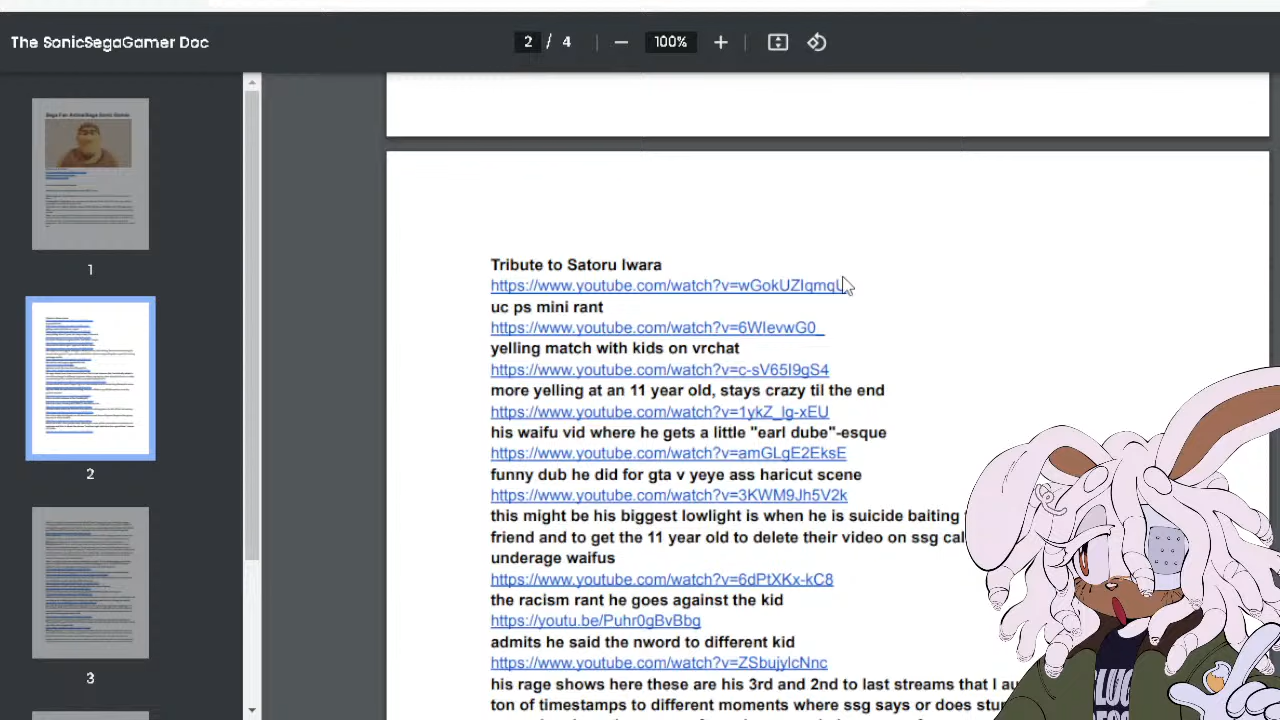 The SonicSegaGamer Doc
2 / 4
100%
1
2
3
Tribute to Satoru Iwara
https://www.youtube.com/watch?v=wGokUZIqmqU
uc ps mini rant
https://www.youtube.com/watch?v=6WIevwG0_
yelling match with kids on vrchat
https://www.youtube.com/watch?v=c-sV65I9gS4
more yelling at an 11 year old, stays crazy til the end
https://www.youtube.com/watch?v=1ykZ_Ig-xEU
his waifu vid where he gets a little "earl dube"-esque
https://www.youtube.com/watch?v=amGLgE2EksE
funny dub he did for gta v yeye ass haricut scene
https://www.youtube.com/watch?v=3KWM9Jh5V2k
this might be his biggest lowlight is when he is suicide baiting
friend and to get the 11 year old to delete their video on ssg cal
underage waifus
https://www.youtube.com/watch?v=6dPtXKx-kC8
the racism rant he goes against the kid
https://youtu.be/Puhr0gBvBbg
admits he said the nword to different kid
https://www.youtube.com/watch?v=ZSbujylcNnc
his rage shows here these are his 3rd and 2nd to last streams that I au
ton of timestamps to different moments where ssg says or does stu